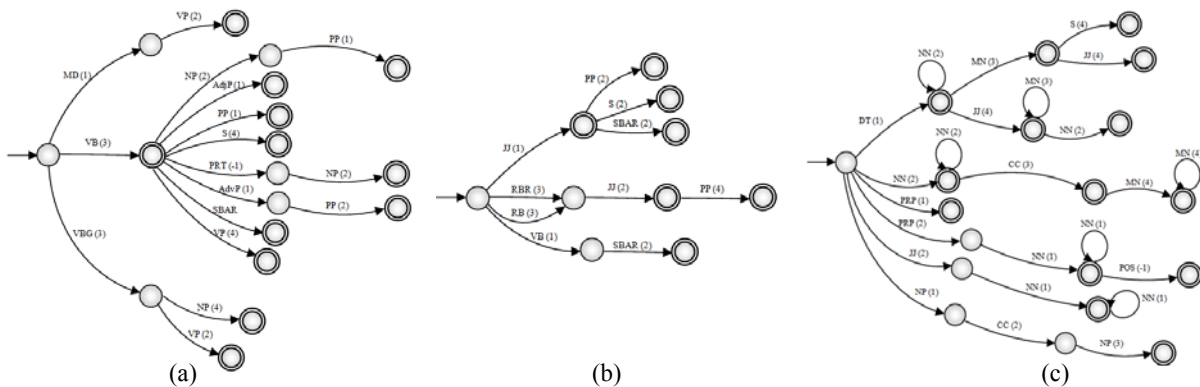 VP (2)
MD (1)
VB (3)
VBG (3)
NP (2)
PP (1)
AdjP (1)
PP (1)
S (4)
PRT (-1)
NP (2)
AdvP (1)
PP (2)
SBAR
VP (4)
NP (4)
VP (2)
(a)
PP (2)
S (2)
SBAR (2)
JJ (1)
RBR (3)
JJ (2)
PP (4)
RB (3)
VB (1)
SBAR (2)
(b)
S (4)
NN (2)
MN (3)
JJ (4)
MN (3)
DT (1)
JJ (4)
NN (2)
NN (2)
CC (3)
MN (4)
NN (2)
MN (4)
PRP (1)
PRP (2)
NN (1)
NN (1)
POS (-1)
JJ (2)
NN (1)
NN (1)
NP (1)
CC (2)
NP (3)
(c)